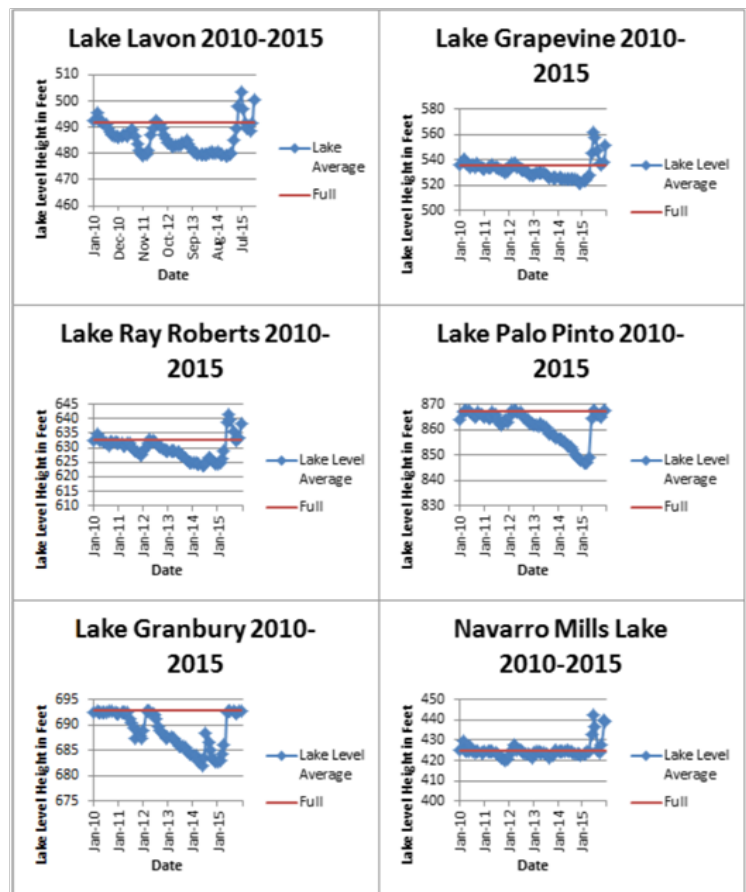 Lake Lavon 2010-2015
Lake Level Height in Feet
510
500
490
480
470
460
Jan-10
Dec-10
Nov-11
Oct-12
Sep-13
Aug-14
Jul-15
Date
Lake
Average
Full
Lake Grapevine 2010-
2015
Lake Level Height in Feet
580
560
540
520
500
Jan-10
Jan-11
Jan-12
Jan-13
Jan-14
Jan-15
Date
Lake Level
Average
Full
Lake Ray Roberts 2010-
2015
Lake Level Height in Feet
645
640
635
630
625
620
615
610
Jan-10
Jan-11
Jan-12
Jan-13
Jan-14
Jan-15
Date
Lake Level
Average
Full
Lake Palo Pinto 2010-
2015
Lake Level Height in Feet
870
860
850
840
830
Jan-10
Jan-11
Jan-12
Jan-13
Jan-14
Jan-15
Date
Lake Level
Average
Full
Lake Granbury 2010-
2015
Lake Level Height in Feet
695
690
685
680
675
Jan-10
Jan-11
Jan-12
Jan-13
Jan-14
Jan-15
Date
Lake Level
Average
Full
Navarro Mills Lake
2010-2015
Lake Level Height in Feet
450
440
430
420
410
400
Jan-10
Jan-11
Jan-12
Jan-13
Jan-14
Jan-15
Date
Lake Level
Average
Full